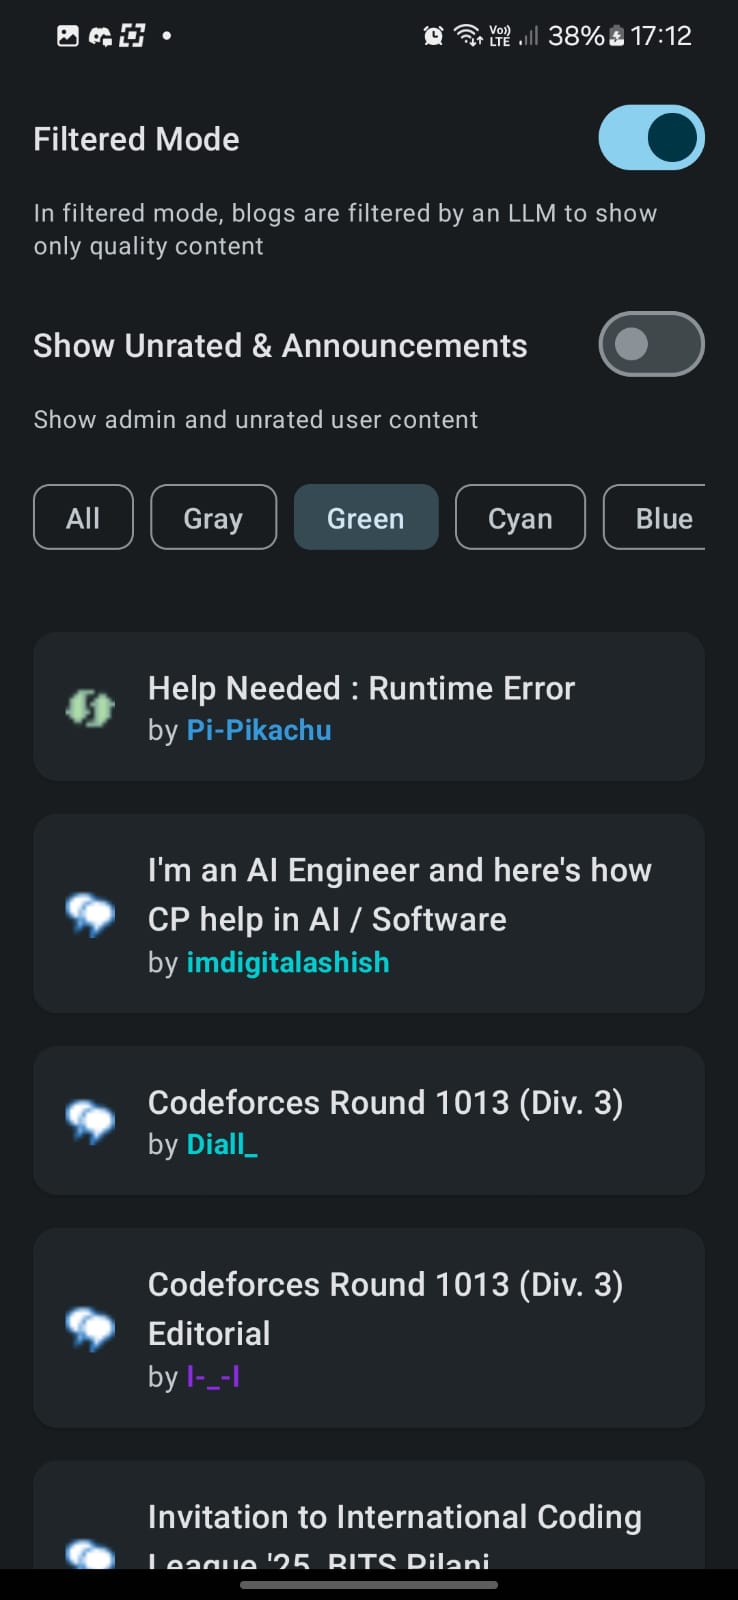 Vo))
LTE
38%
17:12
Filtered Mode
In filtered mode, blogs are filtered by an LLM to show
only quality content
Show Unrated & Announcements
Show admin and unrated user content
All
Gray
Green
Cyan
Blue
Help Needed : Runtime Error
by Pi-Pikachu
I'm an AI Engineer and here's how
CP help in AI / Software
by imdigitalashish
Codeforces Round 1013 (Div. 3)
by Diall_
Codeforces Round 1013 (Div. 3)
Editorial
by
Invitation to International Coding
League '25, BITS Pilani